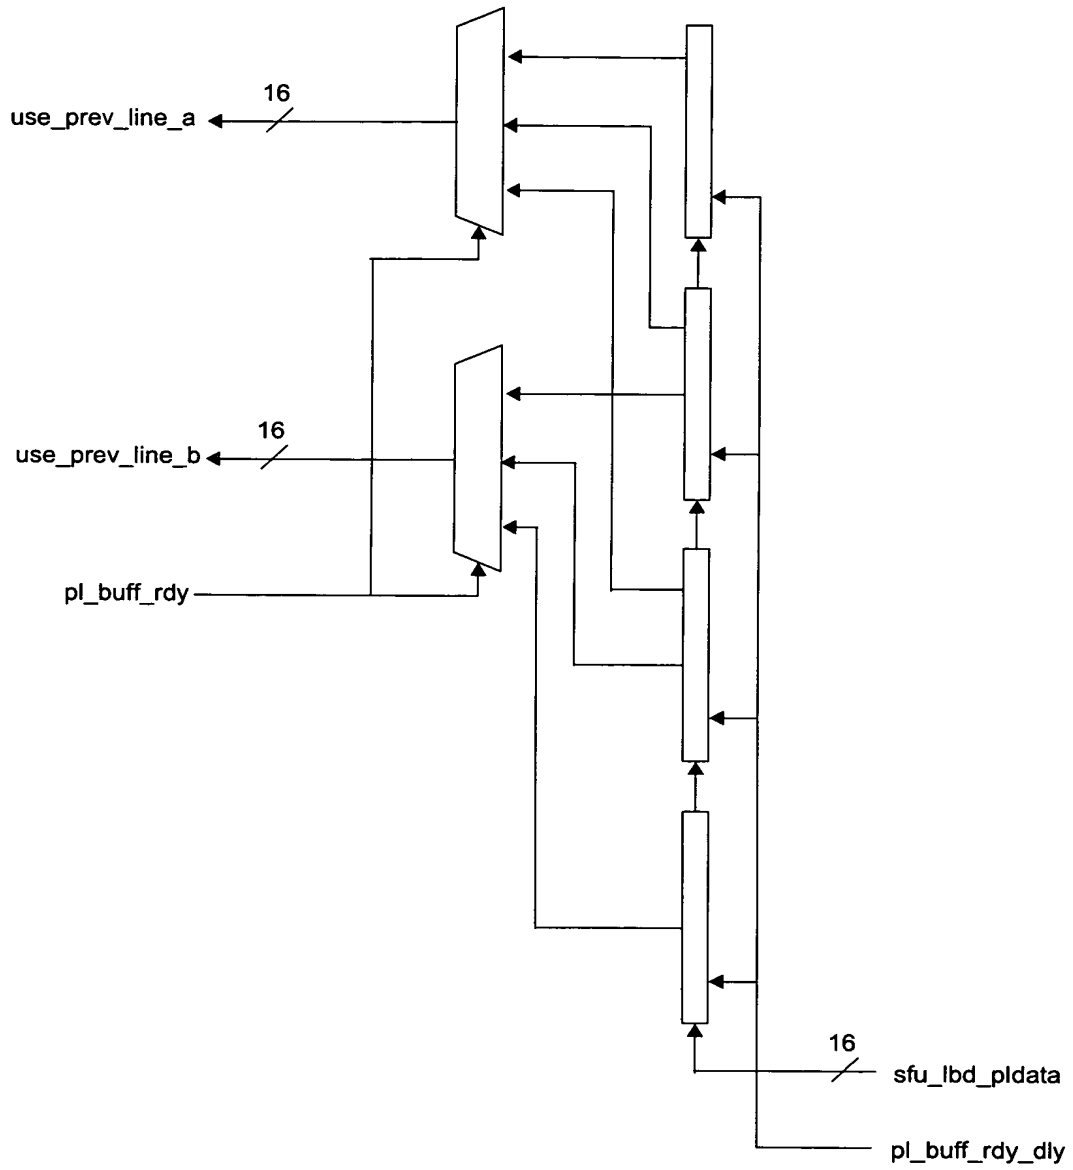 16
use_prev_line_a
16
use_prev_line_b
pl_buff_rdy
16
sfu_lbd_pldata
pl_buff_rdy_dly